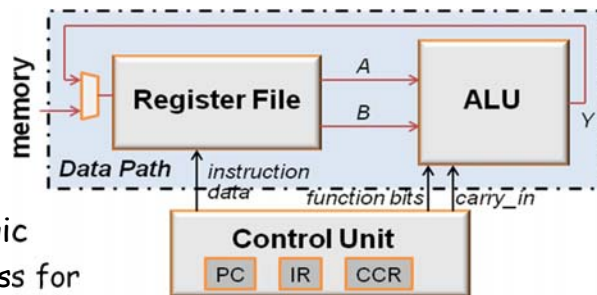 A
Register File
B
ALU
Y
memory
Data Path
instruction
data
function bits
carry_in
Control Unit
PC IR CCR